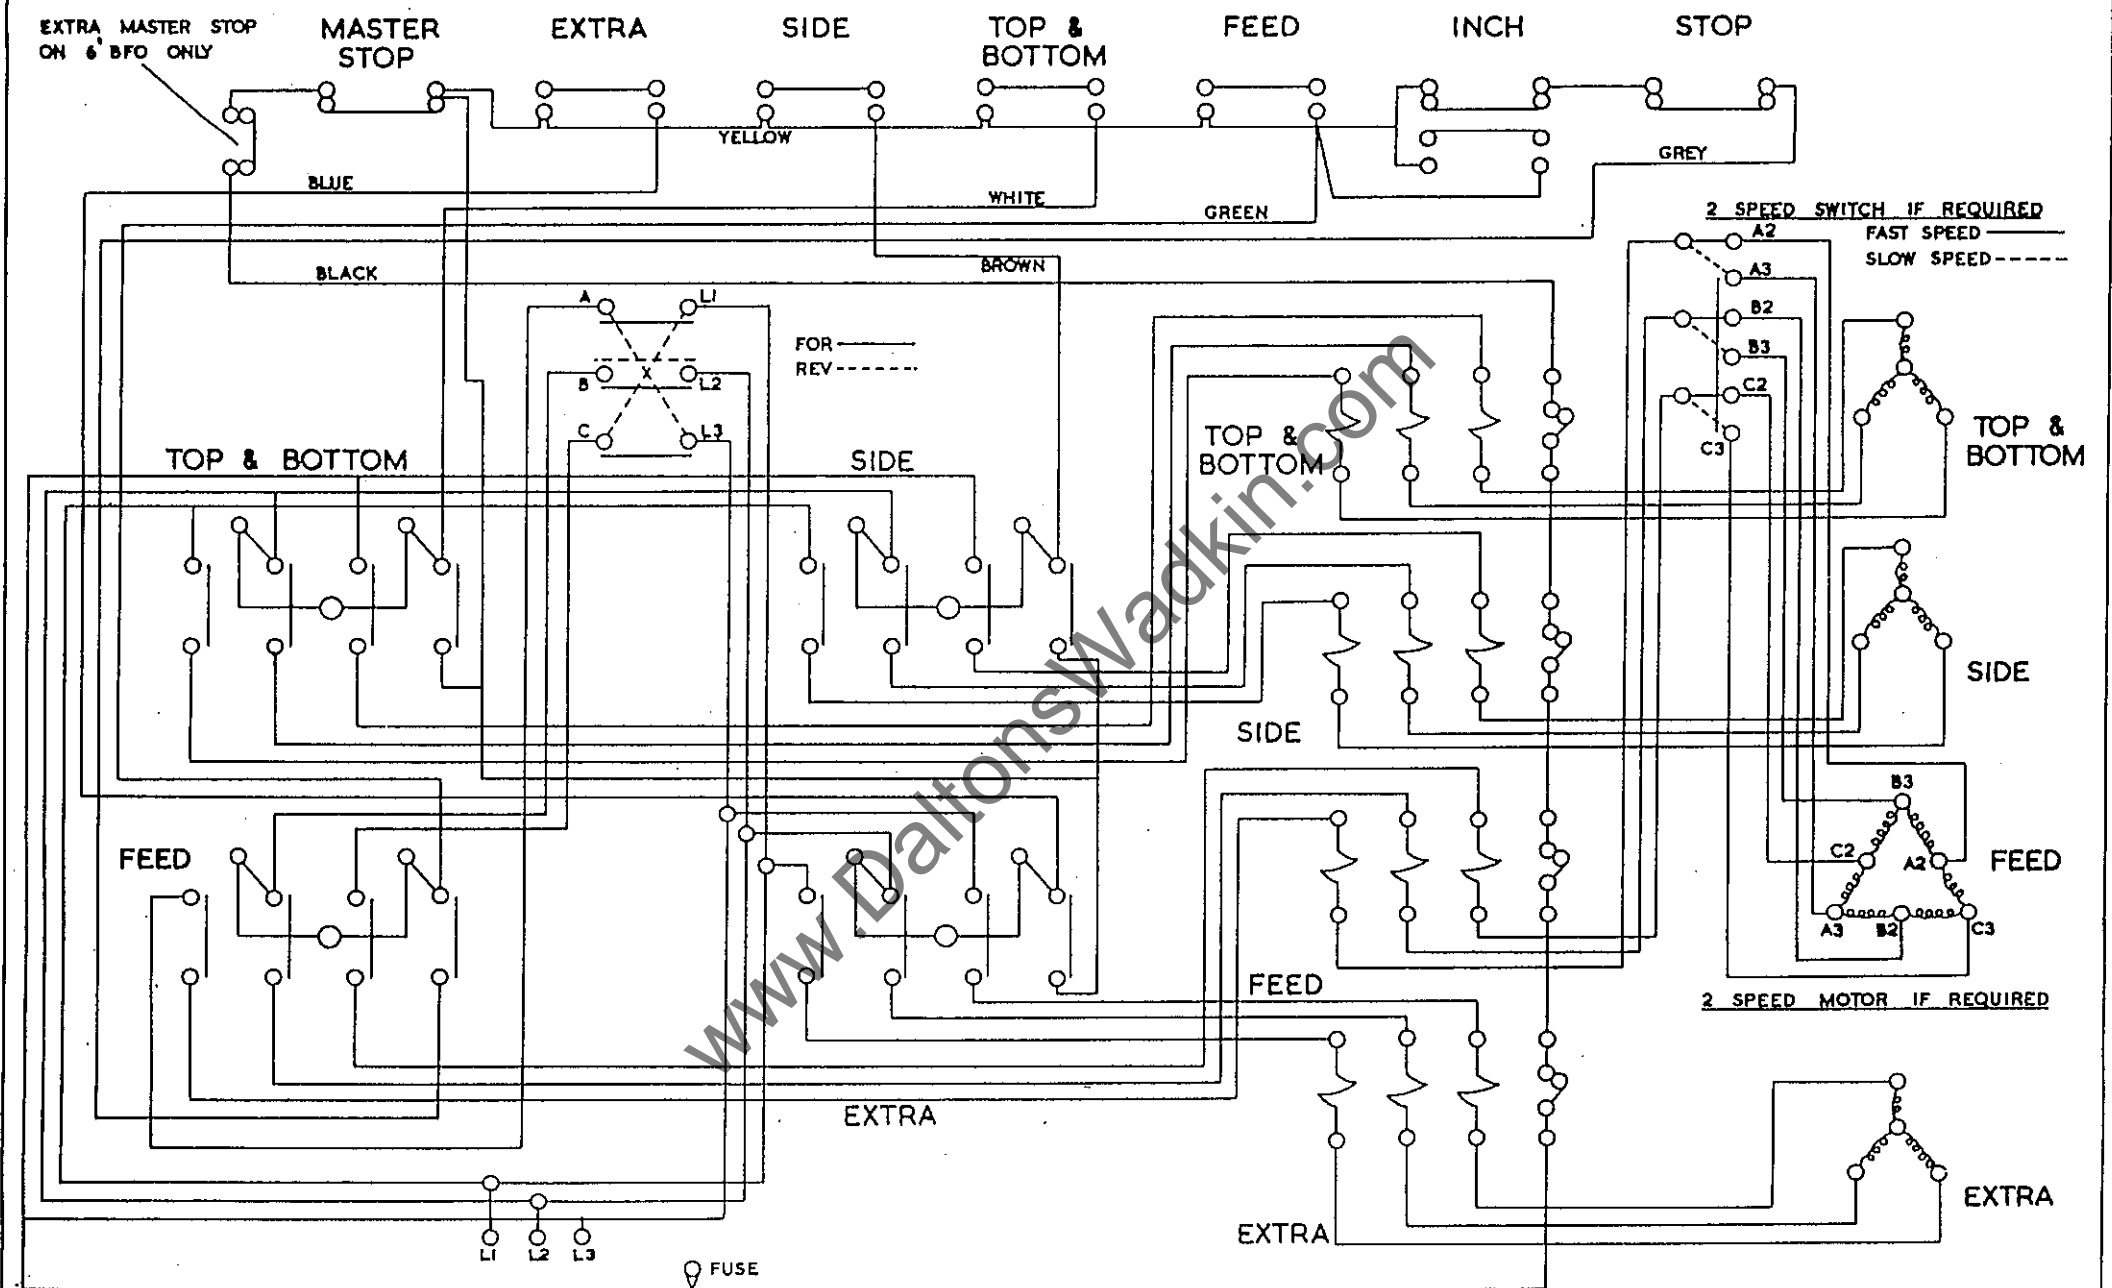 EXTRA MASTER STOP
ON 6' BFO ONLY
MASTER
STOP
EXTRA
SIDE
TOP &
BOTTOM
FEED
INCH
STOP
YELLOW
BLUE
WHITE
GREEN
GREY
BLACK
BROWN
2 SPEED SWITCH IF REQUIRED
FAST SPEED
SLOW SPEED
A2
A3
B2
B3
C2
C3
A
L1
B
X
L2
C
L3
FOR
REV
TOP & BOTTOM
SIDE
TOP &
BOTTOM
TOP &
BOTTOM
SIDE
SIDE
FEED
B3
C2
A2
FEED
A3
B2
C3
FEED
2 SPEED MOTOR IF REQUIRED
EXTRA
EXTRA
EXTRA
L1
L2
L3
FUSE
www.DaltonsWadkin.com